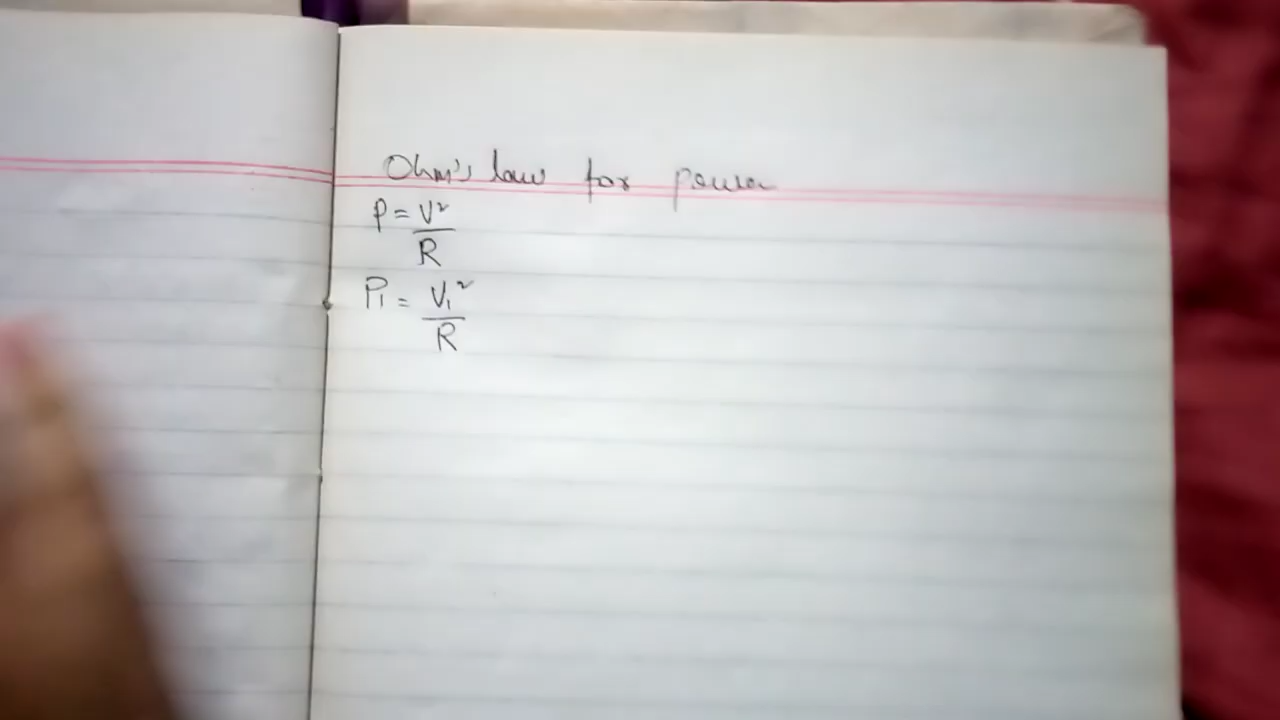 Ohm's law for power
P = V²/R
P₁ = V₁²/R